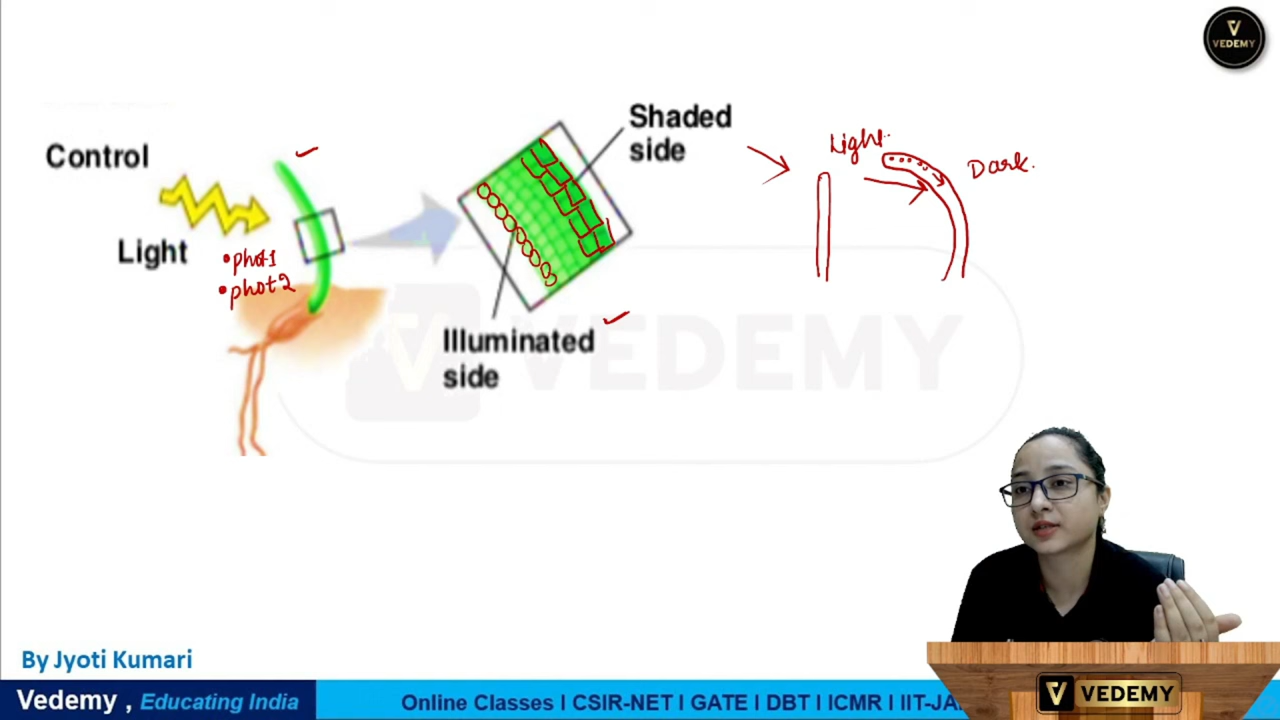 VEDEMY
Shaded
side
Control
Light
Dark.
Light
• phot1
• phot2
VEDEMY
Illuminated
side
By Jyoti Kumari
Vedemy , Educating India
Online Classes I CSIR-NET I GATE I DBT I ICMR I IIT-JA
VEDEMY